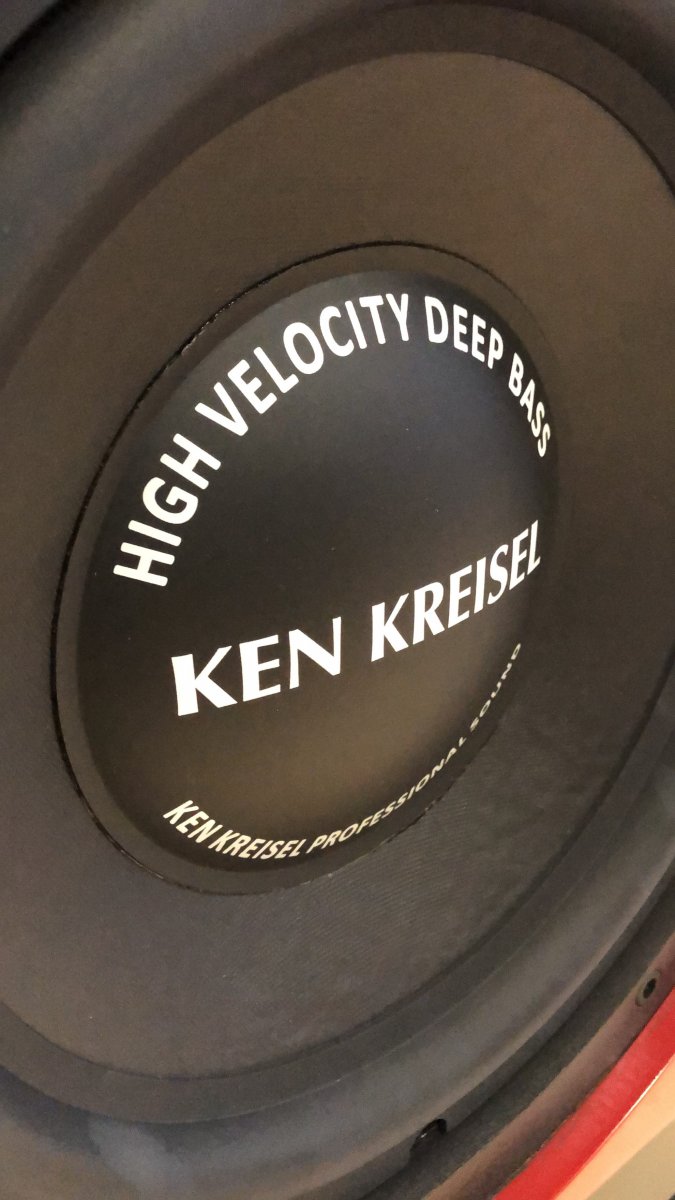 HIGH VELOCITY DEEP BASS
KEN KREISEL
KEN KREISEL PROFESSIONAL SOUND